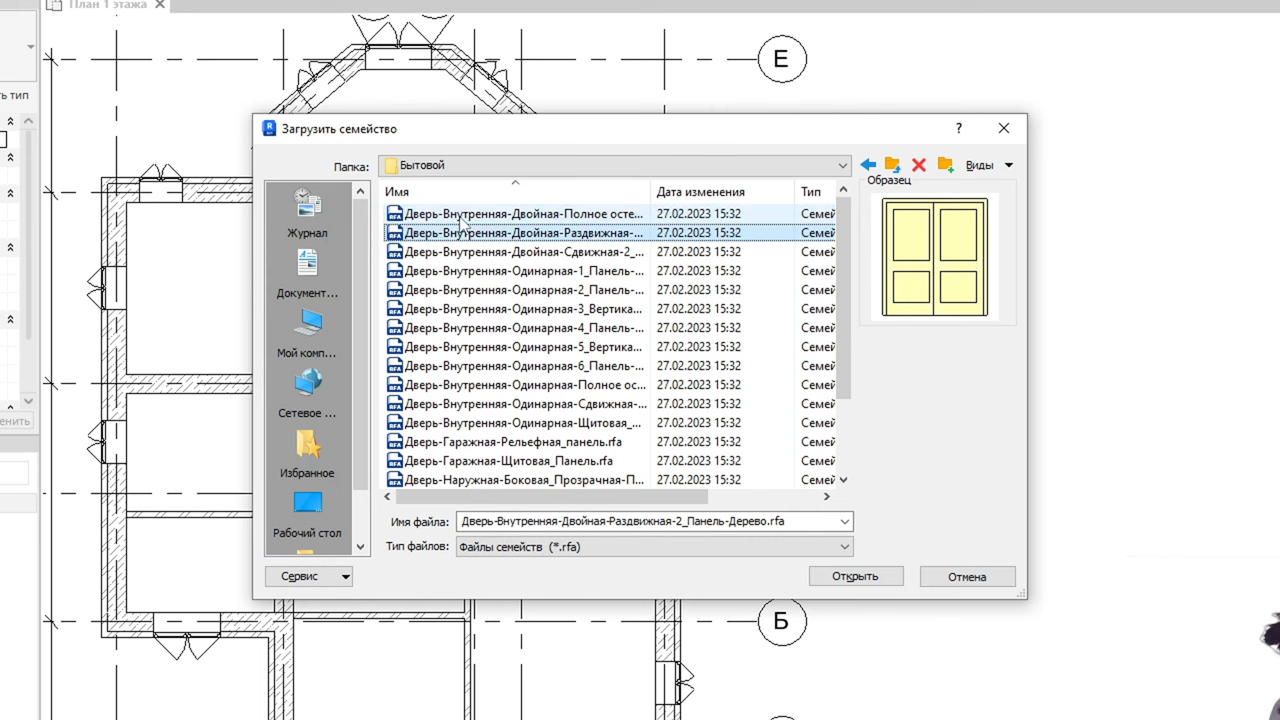 План 1 этажа
Е
ть тип
Загрузить семейство
?
Папка:
Бытовой
Виды
Образец
Имя
Дата изменения
Тип
Дверь-Внутренняя-Двойная-Полное осте... 27.02.2023 15:32 Семей
Дверь-Внутренняя-Двойная-Раздвижная-... 27.02.2023 15:32 Семей
Дверь-Внутренняя-Двойная-Сдвижная-2_... 27.02.2023 15:32 Семей
Дверь-Внутренняя-Одинарная-1_Панель-... 27.02.2023 15:32 Семей
Дверь-Внутренняя-Одинарная-2_Панель-... 27.02.2023 15:32 Семей
Дверь-Внутренняя-Одинарная-3_Вертика... 27.02.2023 15:32 Семей
Дверь-Внутренняя-Одинарная-4_Панель-... 27.02.2023 15:32 Семей
Дверь-Внутренняя-Одинарная-5_Вертика... 27.02.2023 15:32 Семей
Дверь-Внутренняя-Одинарная-6_Панель-... 27.02.2023 15:32 Семей
Дверь-Внутренняя-Одинарная-Полное ос... 27.02.2023 15:32 Семей
Дверь-Внутренняя-Одинарная-Сдвижная-... 27.02.2023 15:32 Семей
Дверь-Внутренняя-Одинарная-Щитовая_... 27.02.2023 15:32 Семей
Дверь-Гаражная-Рельефная_панель.rfa 27.02.2023 15:32 Семей
Дверь-Гаражная-Щитовая_Панель.rfa 27.02.2023 15:32 Семей
Дверь-Наружная-Боковая_Прозрачная-П... 27.02.2023 15:32 Семей
Журнал
Документ...
Мой комп...
Сетевое ...
Избранное
Рабочий стол
енить
Имя файла:
Дверь-Внутренняя-Двойная-Раздвижная-2_Панель-Дерево.rfa
Тип файлов:
Файлы семейств (*.rfa)
Сервис
Открыть
Отмена
Б